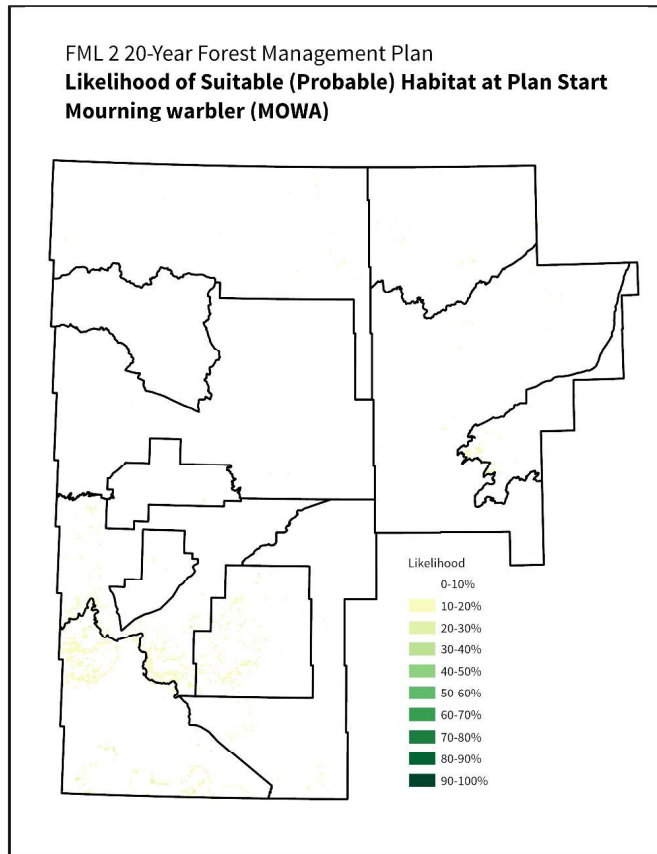 FML 2 20-Year Forest Management Plan
Likelihood of Suitable (Probable) Habitat at Plan Start
Mourning warbler (MOWA)
Likelihood
0-10%
10-20%
20-30%
30-40%
40-50%
50-60%
60-70%
70-80%
80-90%
90-100%